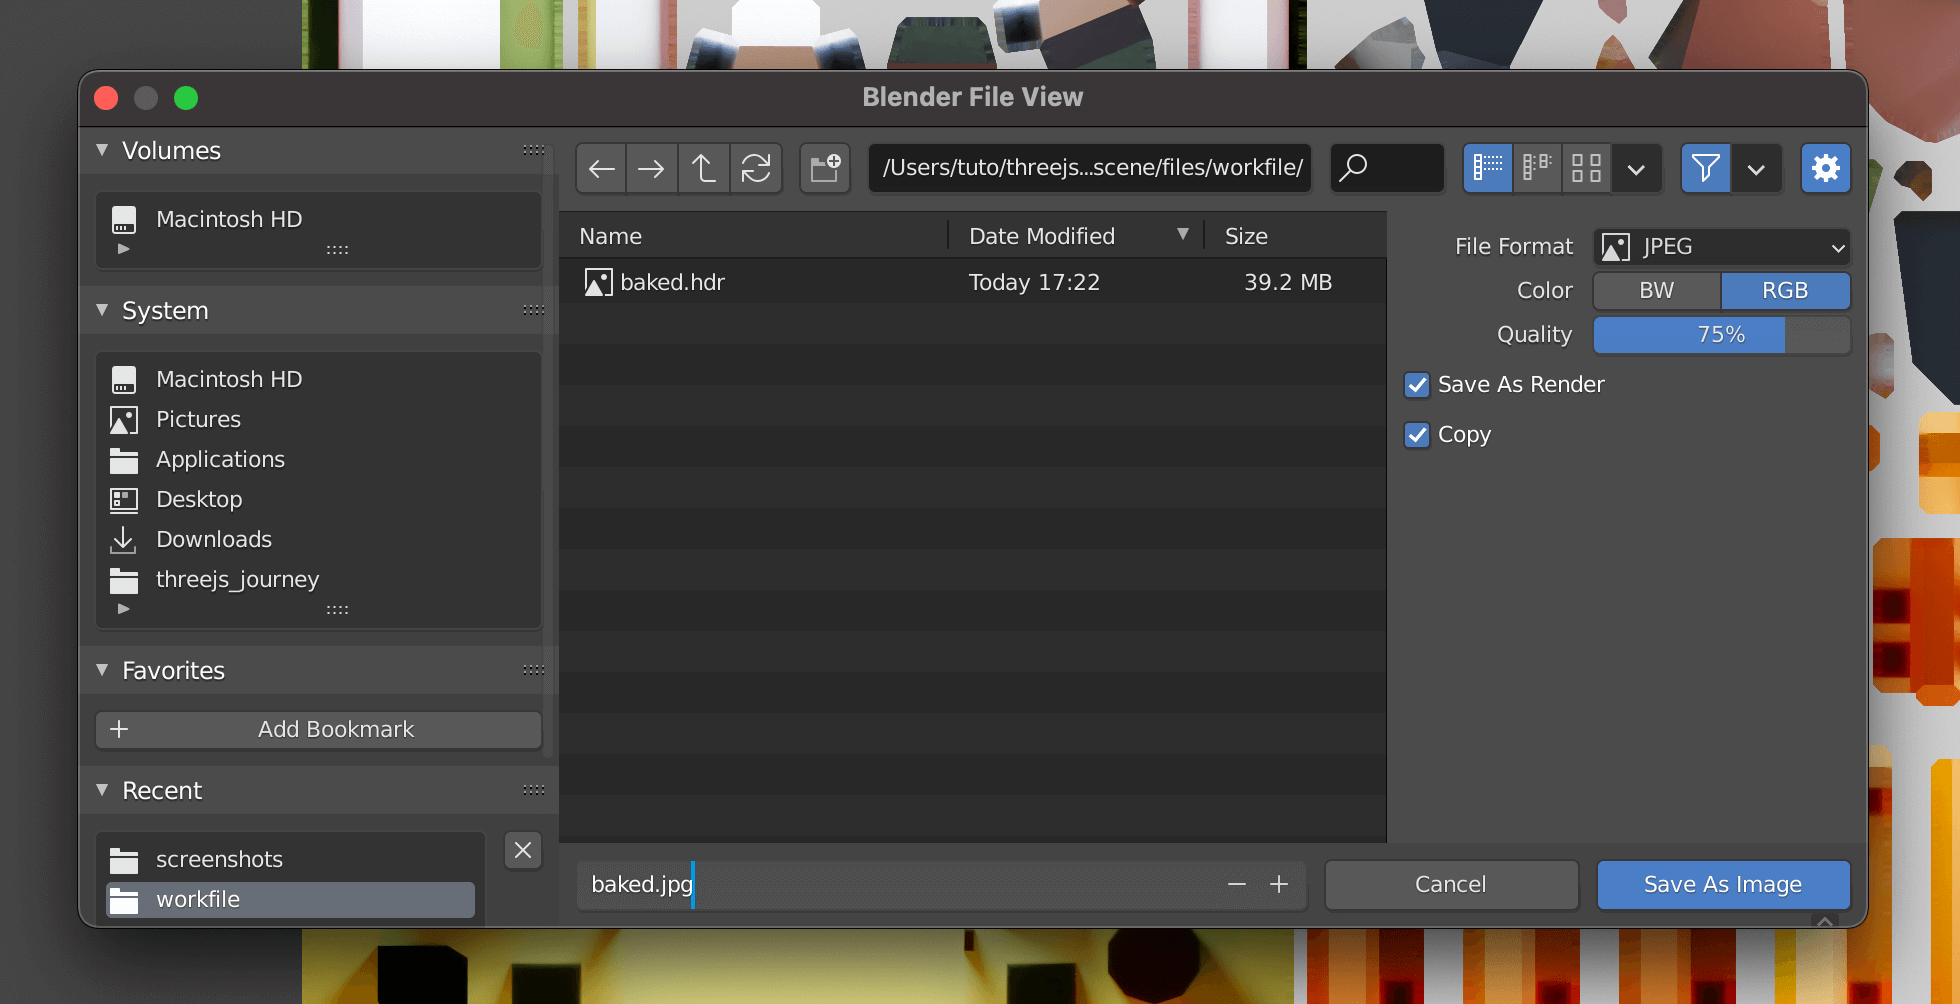 Blender File View
Volumes
Macintosh HD
System
Macintosh HD
Pictures
Applications
Desktop
Downloads
threejs_journey
Favorites
Add Bookmark
Recent
screenshots
workfile
/Users/tuto/threejs...scene/files/workfile/
Name Date Modified Size
baked.hdr Today 17:22 39.2 MB
File Format JPEG
Color BW RGB
Quality 75%
Save As Render
Copy
baked.jpg
Cancel
Save As Image